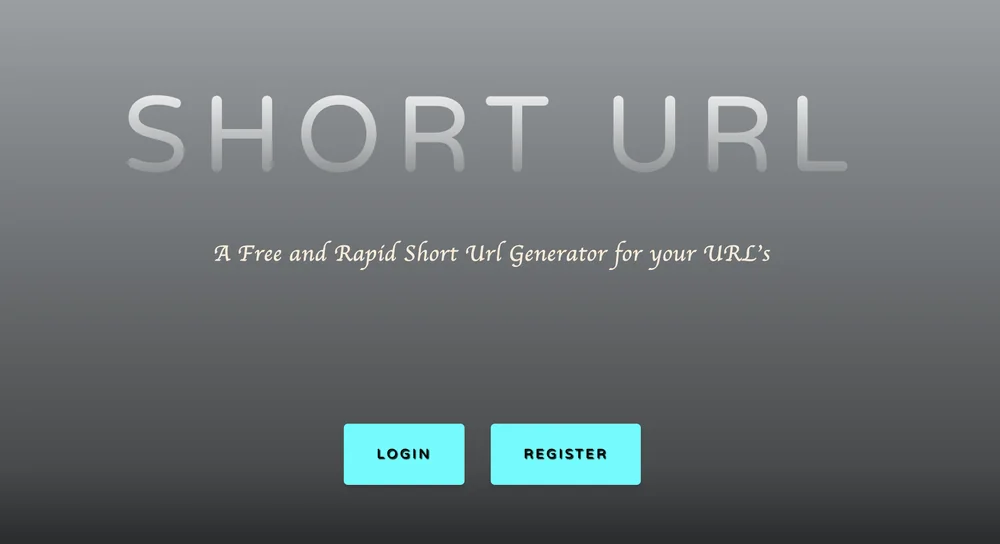 SHORT URL
A Free and Rapid Short Url Generator for your URL's
LOGIN
REGISTER